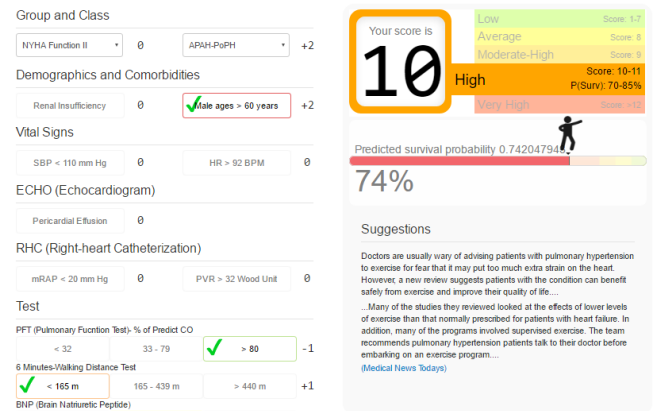 Group and Class
NYHA Function II 0 APAH-PoPH +2
Demographics and Comorbidities
Renal Insufficiency 0 Male ages > 60 years +2
Vital Signs
SBP < 110 mm Hg 0 HR > 92 BPM 0
ECHO (Echocardiogram)
Pericardial Effusion 0
RHC (Right-heart Catheterization)
mRAP < 20 mm Hg 0 PVR > 32 Wood Unit 0
Test
PFT (Pulmonary Fucntion Test)- % of Predict CO
< 32 33 - 79 > 80 -1
6 Minutes-Walking Distance Test
< 165 m 165 - 439 m > 440 m +1
BNP (Brain Natriuretic Peptide)
Your score is
10
Low Score: 1-7
Average Score: 8
Moderate-High Score: 9
High Score: 10-11
P(Surv): 70-85%
Very High Score: >12
Predicted survival probability 0.742047948
74%
Suggestions
Doctors are usually wary of advising patients with pulmonary hypertension
to exercise for fear that it may put too much extra strain on the heart.
However, a new review suggests patients with the condition can benefit
safely from exercise and improve their quality of life....
...Many of the studies they reviewed looked at the effects of lower levels
of exercise than that normally prescribed for patients with heart failure. In
addition, many of the programs involved supervised exercise. The team
recommends pulmonary hypertension patients talk to their doctor before
embarking on an exercise program....
(Medical News Todays)